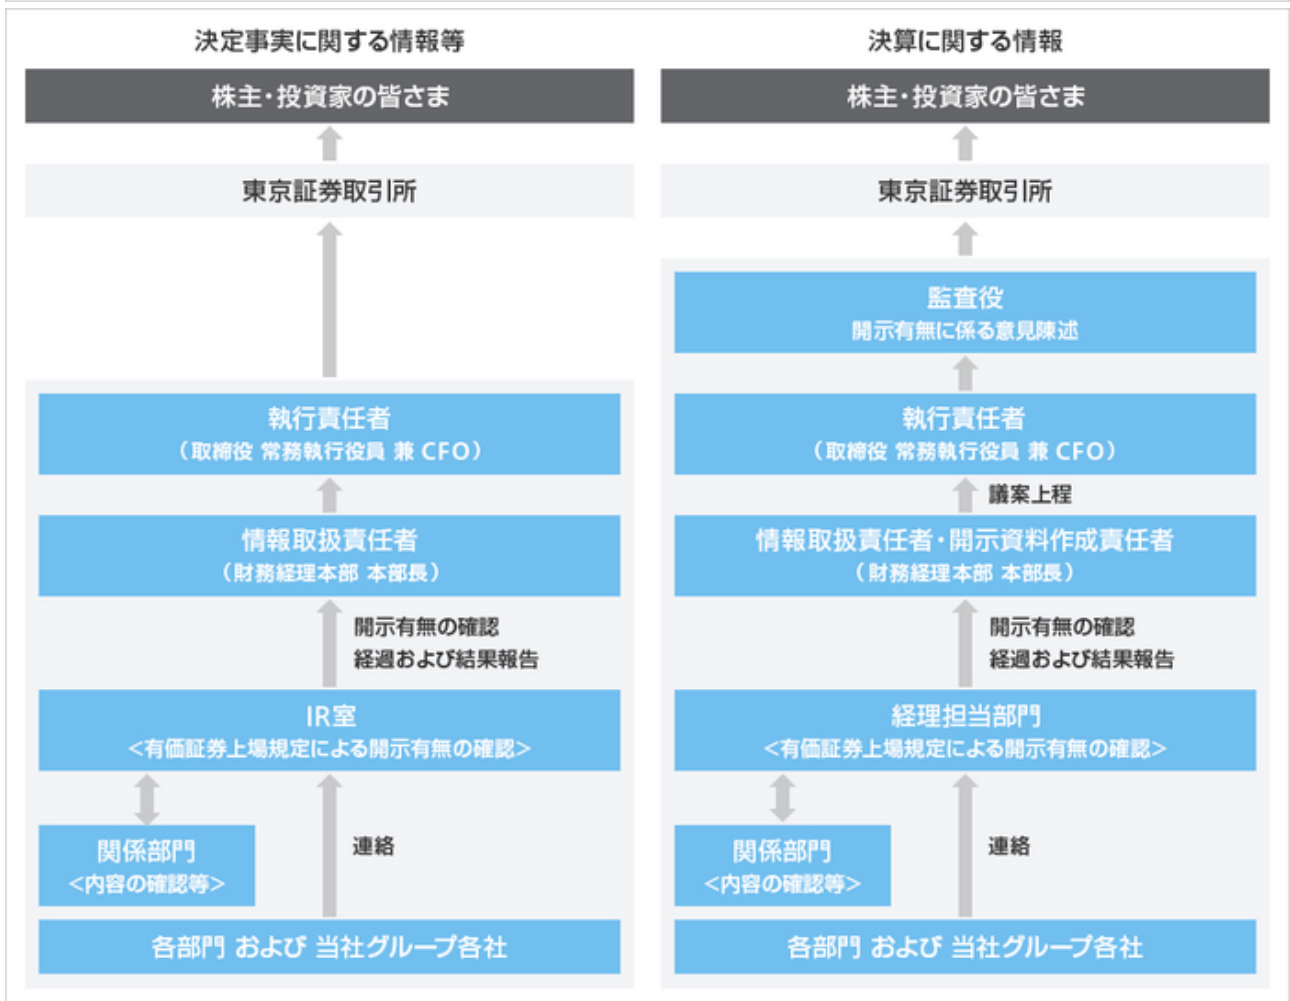 決定事実に関する情報等
株主・投資家の皆さま
東京証券取引所
執行責任者
（取締役 常務執行役員 兼 CFO）
情報取扱責任者
（財務経理本部 本部長）
開示有無の確認
経過および結果報告
IR室
<有価証券上場規定による開示有無の確認>
関係部門
<内容の確認等>
連絡
各部門 および 当社グループ各社
決算に関する情報
株主・投資家の皆さま
東京証券取引所
監査役
開示有無に係る意見陳述
執行責任者
（取締役 常務執行役員 兼 CFO）
議案上程
情報取扱責任者・開示資料作成責任者
（財務経理本部 本部長）
開示有無の確認
経過および結果報告
経理担当部門
<有価証券上場規定による開示有無の確認>
関係部門
<内容の確認等>
連絡
各部門 および 当社グループ各社